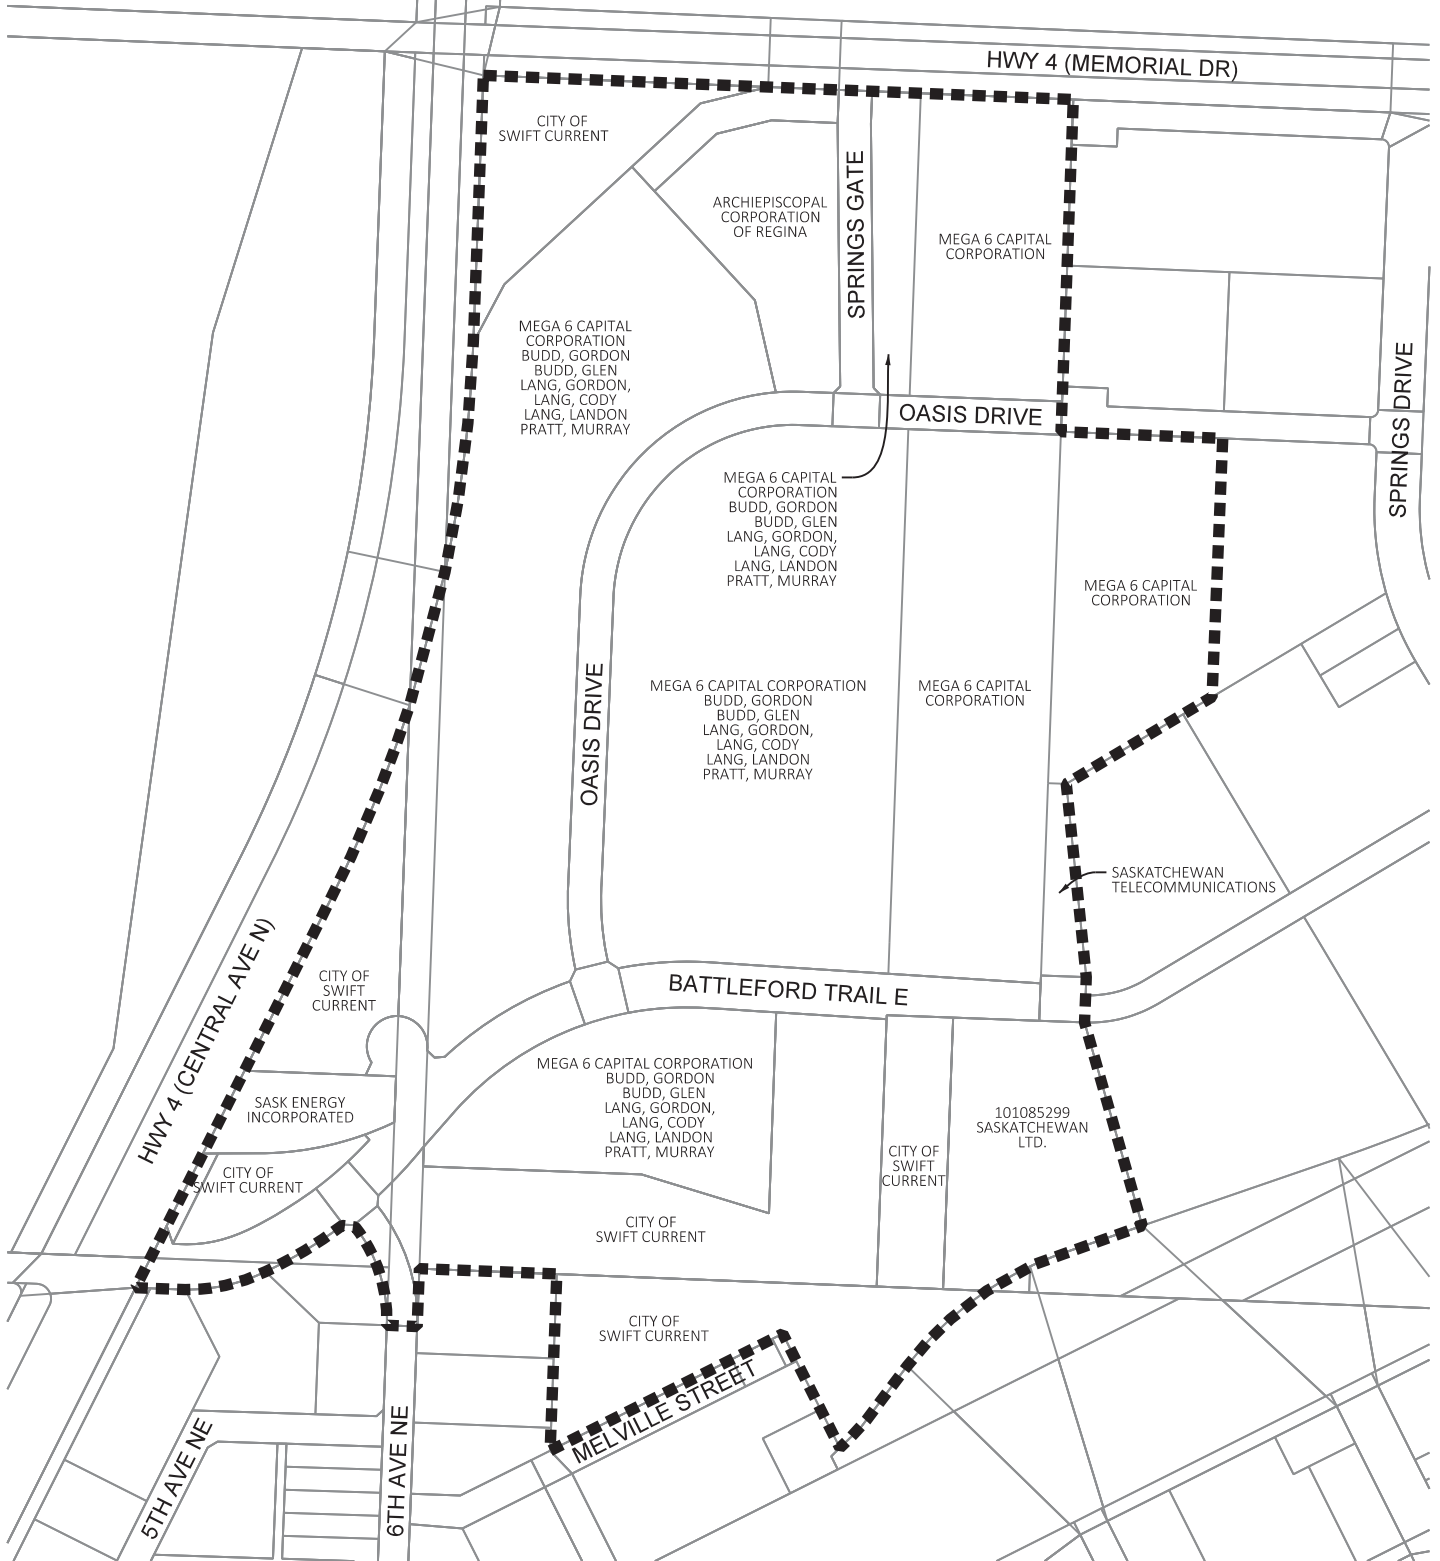 HWY 4 (MEMORIAL DR)
CITY OF
SWIFT CURRENT
SPRINGS GATE
ARCHIEPISCOPAL
CORPORATION
OF REGINA
MEGA 6 CAPITAL
CORPORATION
MEGA 6 CAPITAL
CORPORATION
BUDD, GORDON
BUDD, GLEN
LANG, GORDON,
LANG, CODY
LANG, LANDON
PRATT, MURRAY
SPRINGS DRIVE
SPRINGS DRIVE
OASIS DRIVE
MEGA 6 CAPITAL
CORPORATION
BUDD, GORDON
BUDD, GLEN
LANG, GORDON,
LANG, CODY
LANG, LANDON
PRATT, MURRAY
MEGA 6 CAPITAL
CORPORATION
OASIS DRIVE
MEGA 6 CAPITAL CORPORATION
BUDD, GORDON
BUDD, GLEN
LANG, GORDON,
LANG, CODY
LANG, LANDON
PRATT, MURRAY
MEGA 6 CAPITAL
CORPORATION
SASKATCHEWAN
TELECOMMUNICATIONS
HWY 4 (CENTRAL AVE N)
CITY OF
SWIFT
CURRENT
BATTLEFORD TRAIL E
MEGA 6 CAPITAL CORPORATION
BUDD, GORDON
BUDD, GLEN
LANG, GORDON,
LANG, CODY
LANG, LANDON
PRATT, MURRAY
SASK ENERGY
INCORPORATED
101085299
SASKATCHEWAN
LTD.
CITY OF
SWIFT
CURRENT
CITY OF
SWIFT CURRENT
CITY OF
SWIFT CURRENT
CITY OF
SWIFT CURRENT
MELVILLE STREET
5TH AVE NE
6TH AVE NE